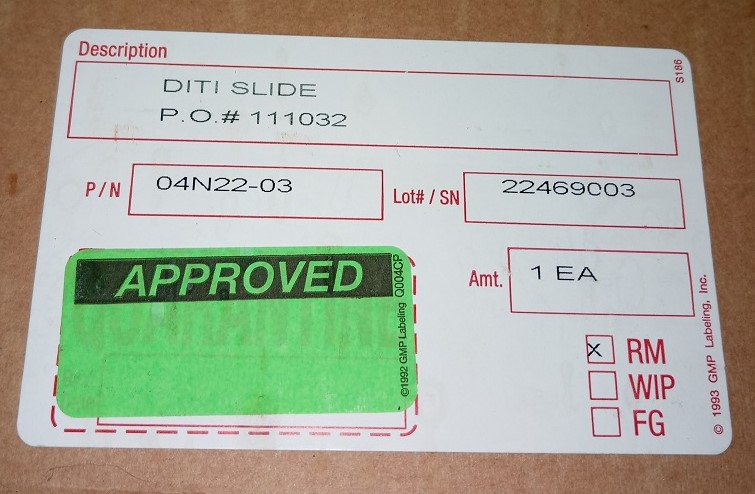 Description
S186
DITI SLIDE
P.O.# 111032
P/N 04N22-03
Lot# / SN 22469003
APPROVED
Q004CP
©1992 GMP Labeling
Amt. 1 EA
x RM
WIP
FG
© 1993 GMP Labeling, Inc.